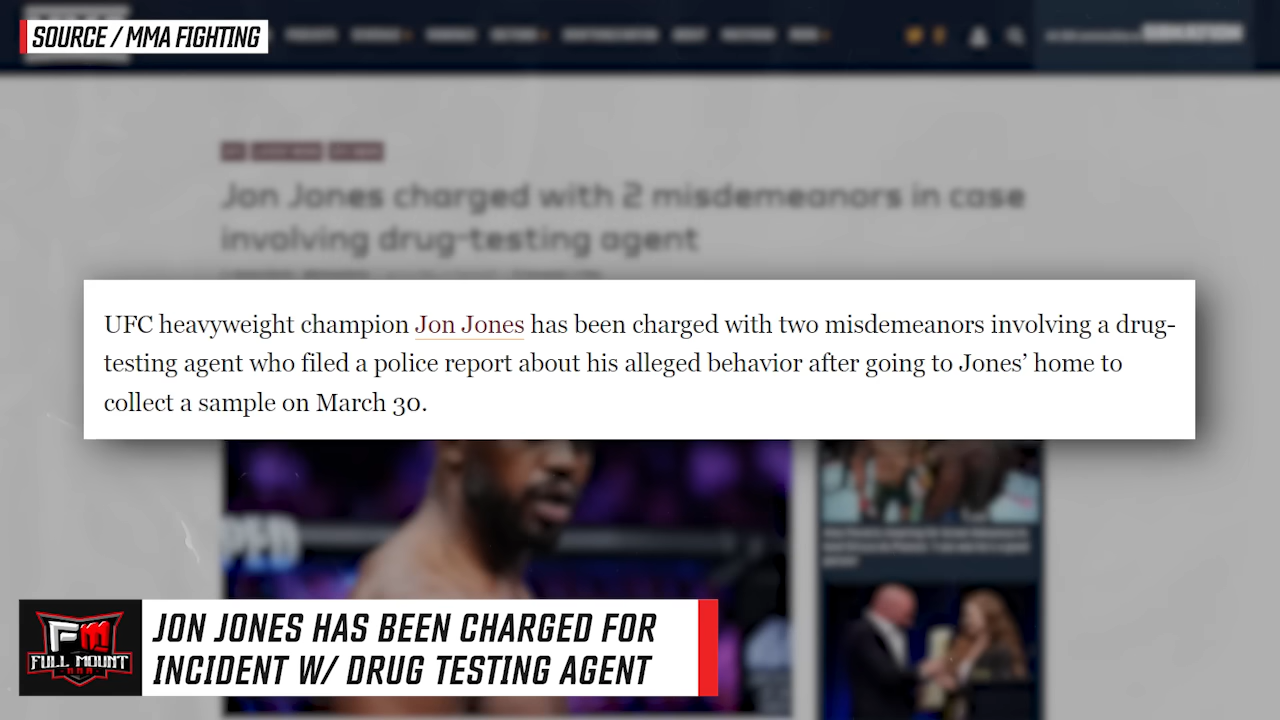 SOURCE / MMA FIGHTING
Jon Jones charged with 2 misdemeanors in case
involving drug-testing agent
UFC heavyweight champion Jon Jones has been charged with two misdemeanors involving a drug-
testing agent who filed a police report about his alleged behavior after going to Jones’ home to
collect a sample on March 30.
FM
FULL MOUNT
JON JONES HAS BEEN CHARGED FOR
INCIDENT W/ DRUG TESTING AGENT